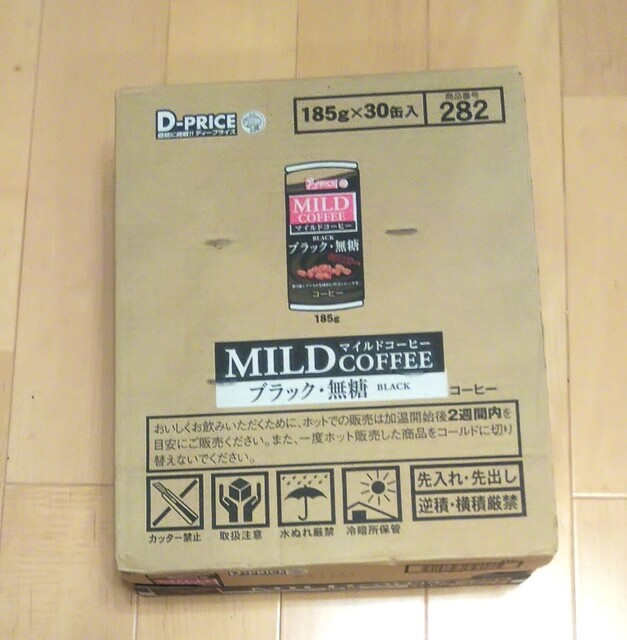 D-PRICE
ディープライス
185g×30缶入
商品番号
282
D-PRICE
MILD
COFFEE
マイルドコーヒー
BLACK
ブラック・無糖
コーヒー
185g
MILD COFFEE
マイルドコーヒー
ブラック・無糖 BLACK
コーヒー
おいしくお飲みいただくために、ホットでの販売は加温開始後2週間内を
目安にご販売ください。また、一度ホット販売した商品をコールドに切り
替えないでください。
カッター禁止
取扱注意
水ぬれ厳禁
冷暗所保管
先入れ・先出し
逆積・横積厳禁
D-PRICE